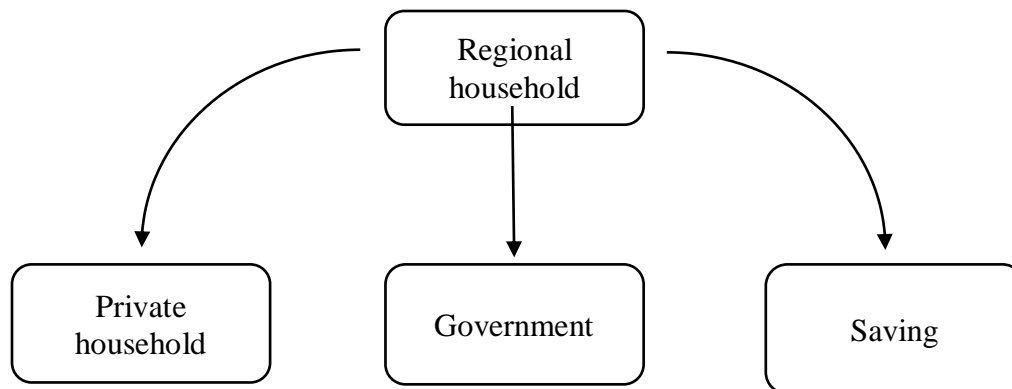 Regional
household
Private
household
Government
Saving